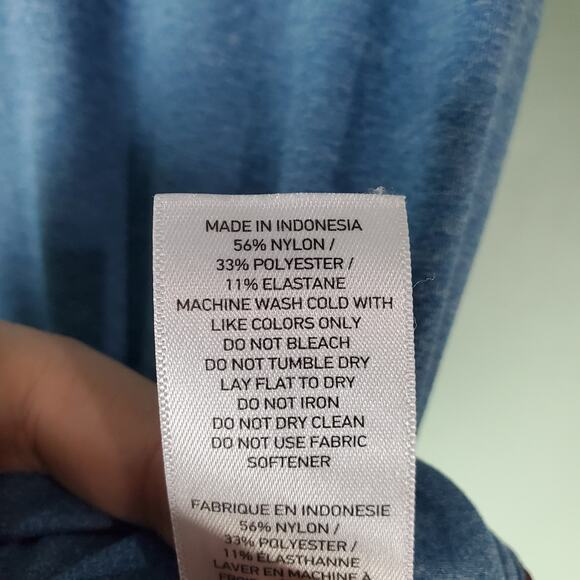 MADE IN INDONESIA
56% NYLON /
33% POLYESTER /
11% ELASTANE
MACHINE WASH COLD WITH
LIKE COLORS ONLY
DO NOT BLEACH
DO NOT TUMBLE DRY
LAY FLAT TO DRY
DO NOT IRON
DO NOT DRY CLEAN
DO NOT USE FABRIC
SOFTENER
FABRIQUE EN INDONESIE
56% NYLON /
33% POLYESTER /
11% ELASTHANNE
LAVER EN MACHINE À